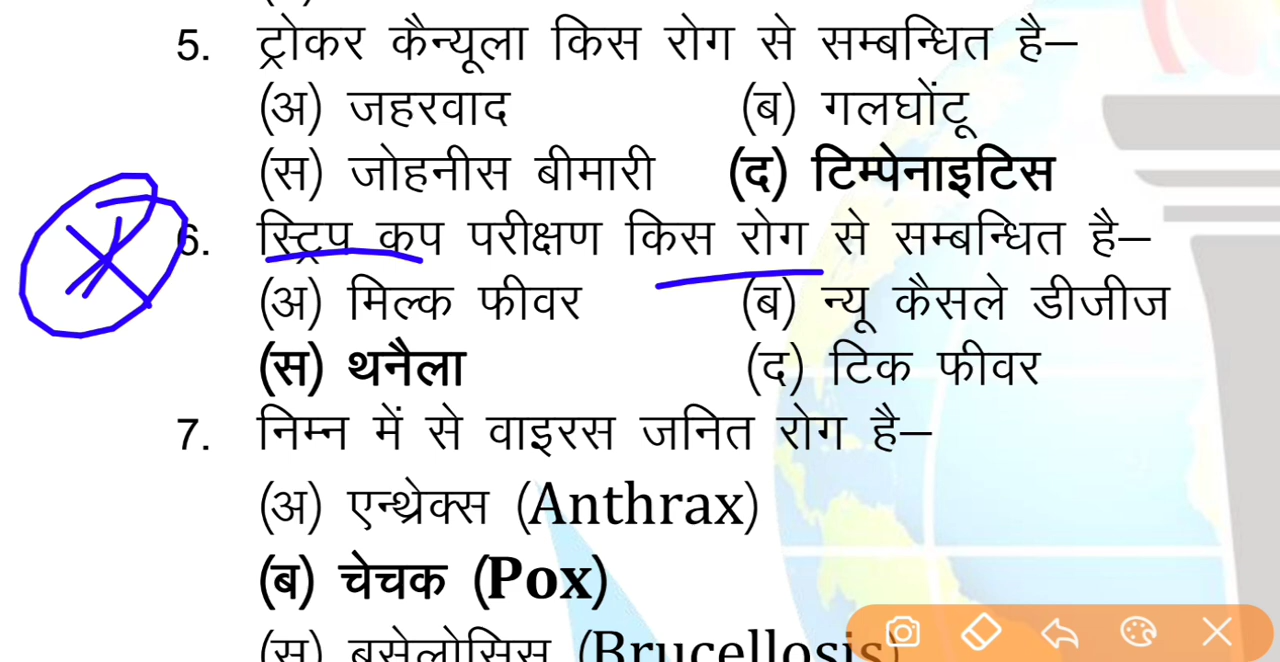 5. ट्रोकर कैन्यूला किस रोग से सम्बन्धित है–
(अ) जहरवाद (ब) गलघोंटू
(स) जोहनीस बीमारी (द) टिम्पेनाइटिस
6. स्ट्रिप कप परीक्षण किस रोग से सम्बन्धित है–
(अ) मिल्क फीवर (ब) न्यू कैसले डीजीज
(स) थनैला (द) टिक फीवर
7. निम्न में से वाइरस जनित रोग है–
(अ) एन्थ्रेक्स (Anthrax)
(ब) चेचक (Pox)
(स) ब्रुसेलोसिस (Brucellosis)